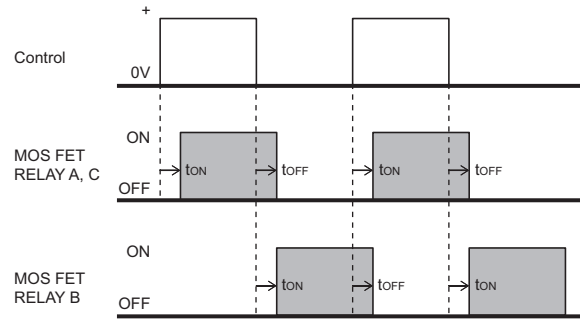 +
Control
0V
ON
MOS FET
RELAY A, C
tON tOFF tON tOFF
OFF
ON
MOS FET
RELAY B
tON tOFF tON
OFF